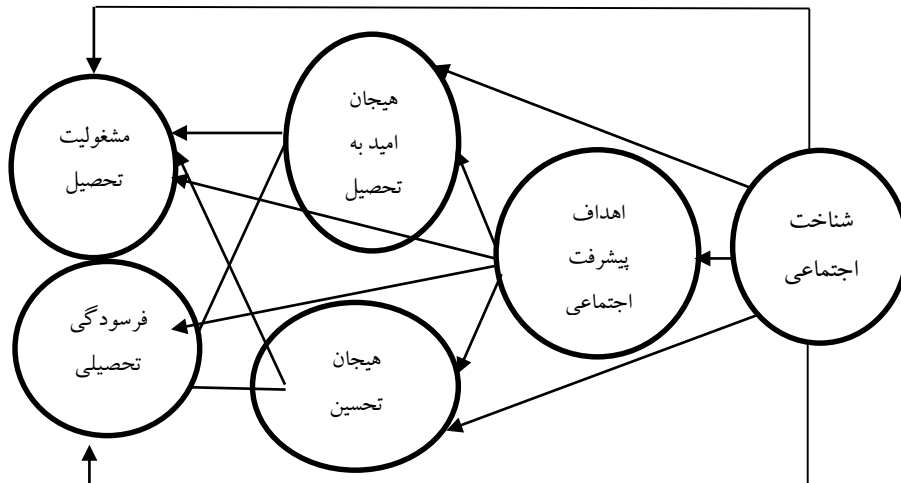 شناخت
اجتماعی
اهداف
پیشرفت
اجتماعی
هیجان
امید به
تحصیل
هیجان
تحسین
مشغولیت
تحصیل
فرسودگی
تحصیلی